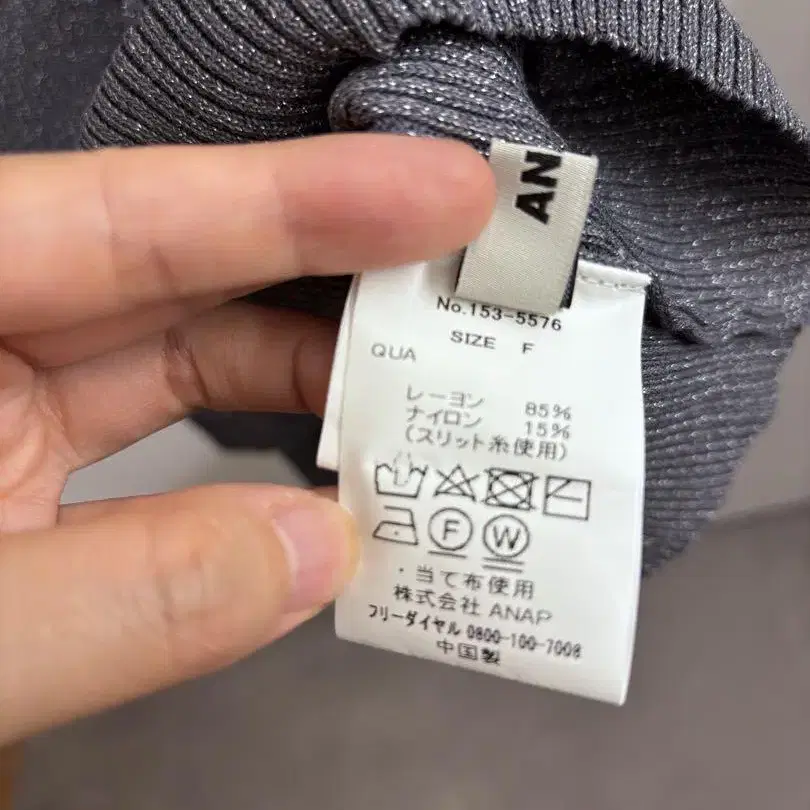 AN
No.153-5576
SIZE F
QUA
レーヨン 85%
ナイロン 15%
(スリット糸使用)
F W
・当て布使用
株式会社 ANAP
フリーダイヤル 0800-100-7008
中国製